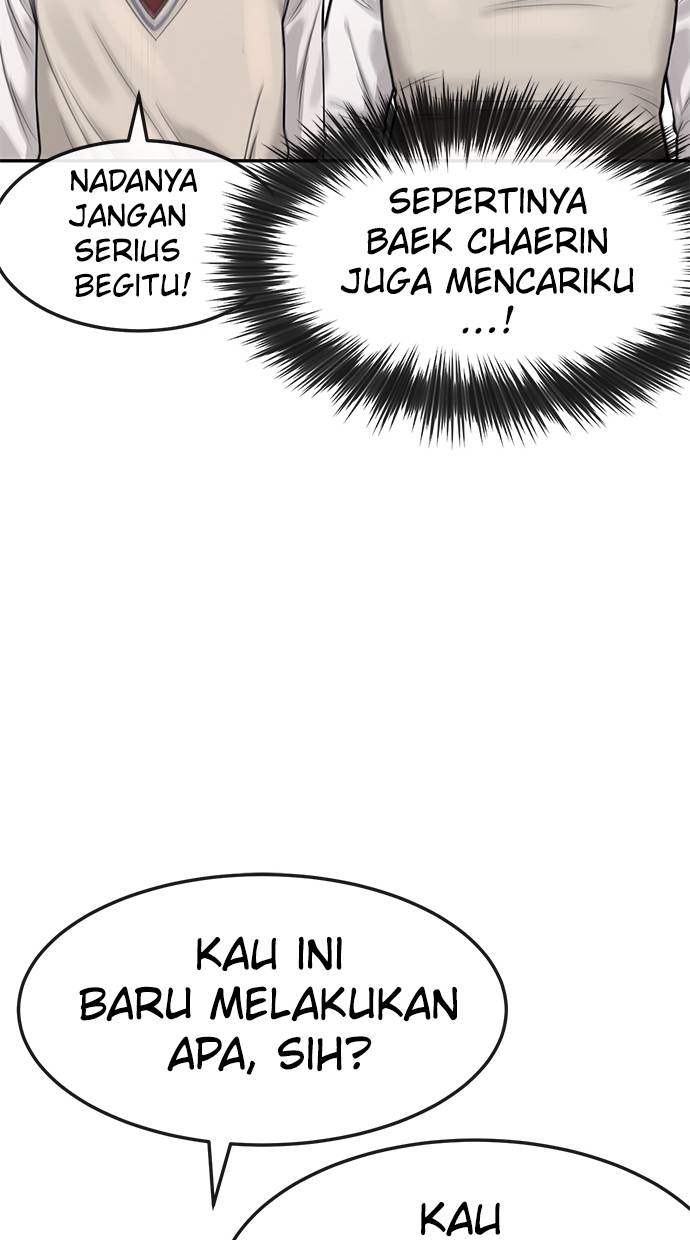 NADANYA
JANGAN
SERIUS
BEGITU!
SEPERTINYA
BAEK CHAERIN
JUGA MENCARIKU
...!
KAU INI
BARU MELAKUKAN
APA, SIH?
KAU